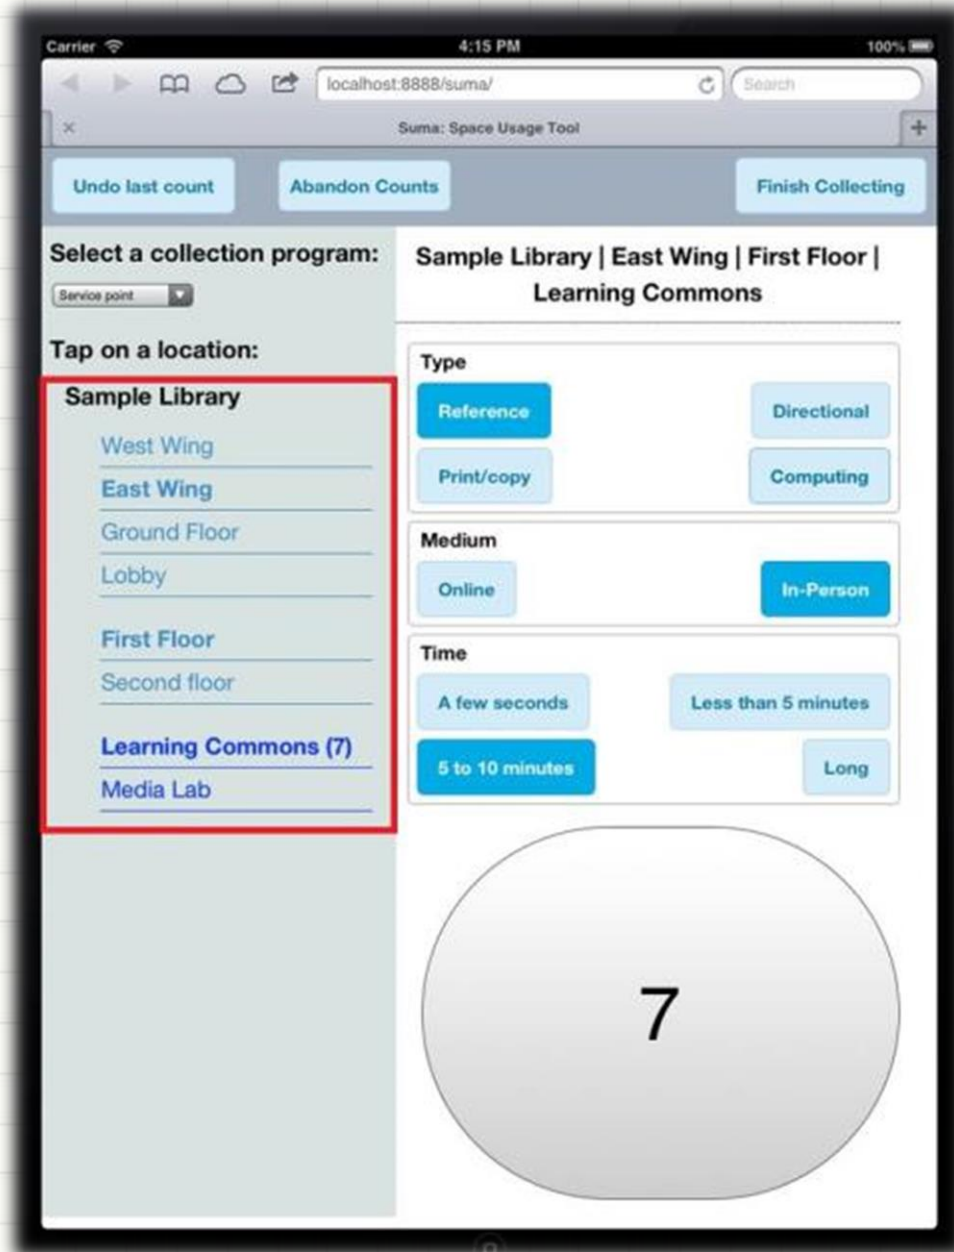 Carrier 4:15 PM 100%
localhost:8888/suma/ Search
Suma: Space Usage Tool
Undo last count Abandon Counts Finish Collecting
Select a collection program:
Service point
Tap on a location:
Sample Library
West Wing
East Wing
Ground Floor
Lobby
First Floor
Second floor
Learning Commons (7)
Media Lab
Sample Library | East Wing | First Floor |
Learning Commons
Type
Reference Directional
Print/copy Computing
Medium
Online In-Person
Time
A few seconds Less than 5 minutes
5 to 10 minutes Long
7